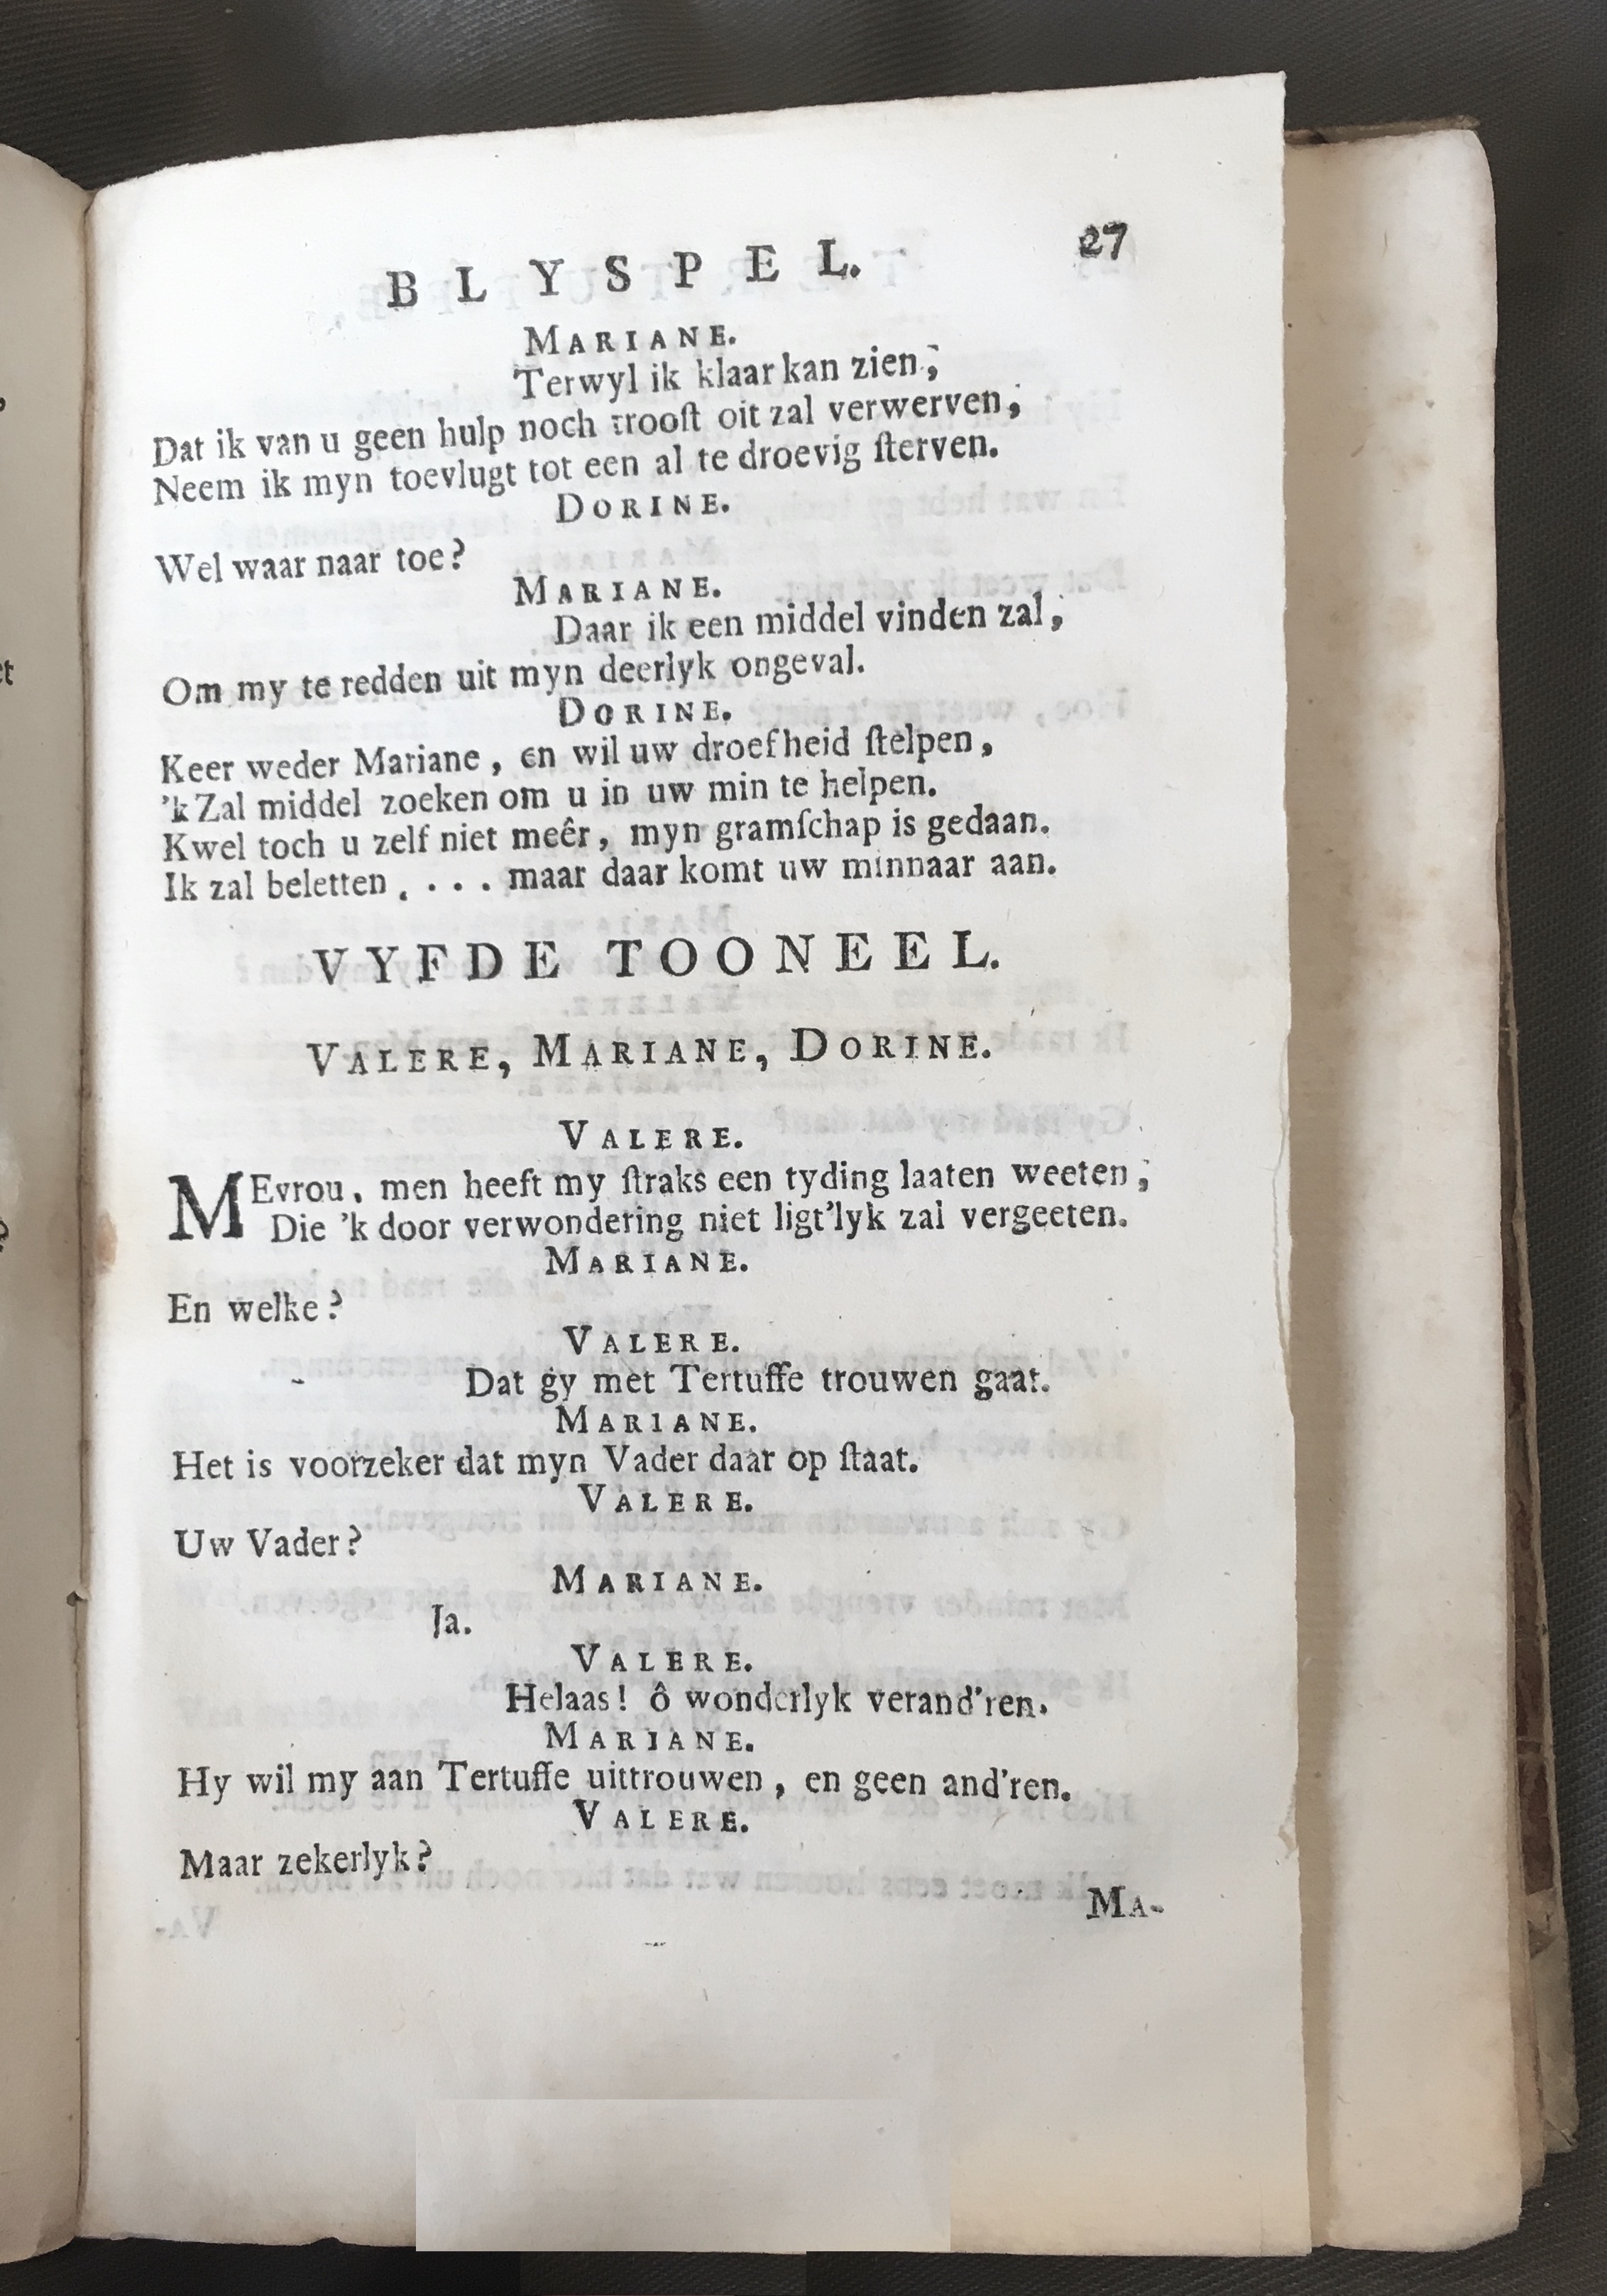 BLYSPEL. 27
MARIANE.
Terwyl ik klaar kan zien,
Dat ik van u geen hulp noch trooſt oit zal verwerven,
Neem ik myn toevlugt tot een al te droevig ſterven.
DORINE.
Wel waar naar toe?
MARIANE.
Daar ik een middel vinden zal,
Om my te redden uit myn deerlyk ongeval.
DORINE.
Keer weder Mariane, en wil uw droefheid ſtelpen,
'k Zal middel zoeken om u in uw min te helpen.
Kwel toch u zelf niet meêr, myn gramſchap is gedaan.
Ik zal beletten . . . . maar daar komt uw minnaar aan.
VYFDE TOONEEL.
VALERE, MARIANE, DORINE.
VALERE.
MEvrou, men heeft my ſtraks een tyding laaten weeten,
Die 'k door verwondering niet ligt'lyk zal vergeeten.
MARIANE.
En welke?
VALERE.
Dat gy met Tertuffe trouwen gaat.
MARIANE.
Het is voorzeker dat myn Vader daar op ſtaat.
VALERE.
Uw Vader?
MARIANE.
Ja.
VALERE.
Helaas! ô wonderlyk verand'ren.
MARIANE.
Hy wil my aan Tertuffe uittrouwen, en geen and'ren.
VALERE.
Maar zekerlyk?
MA-